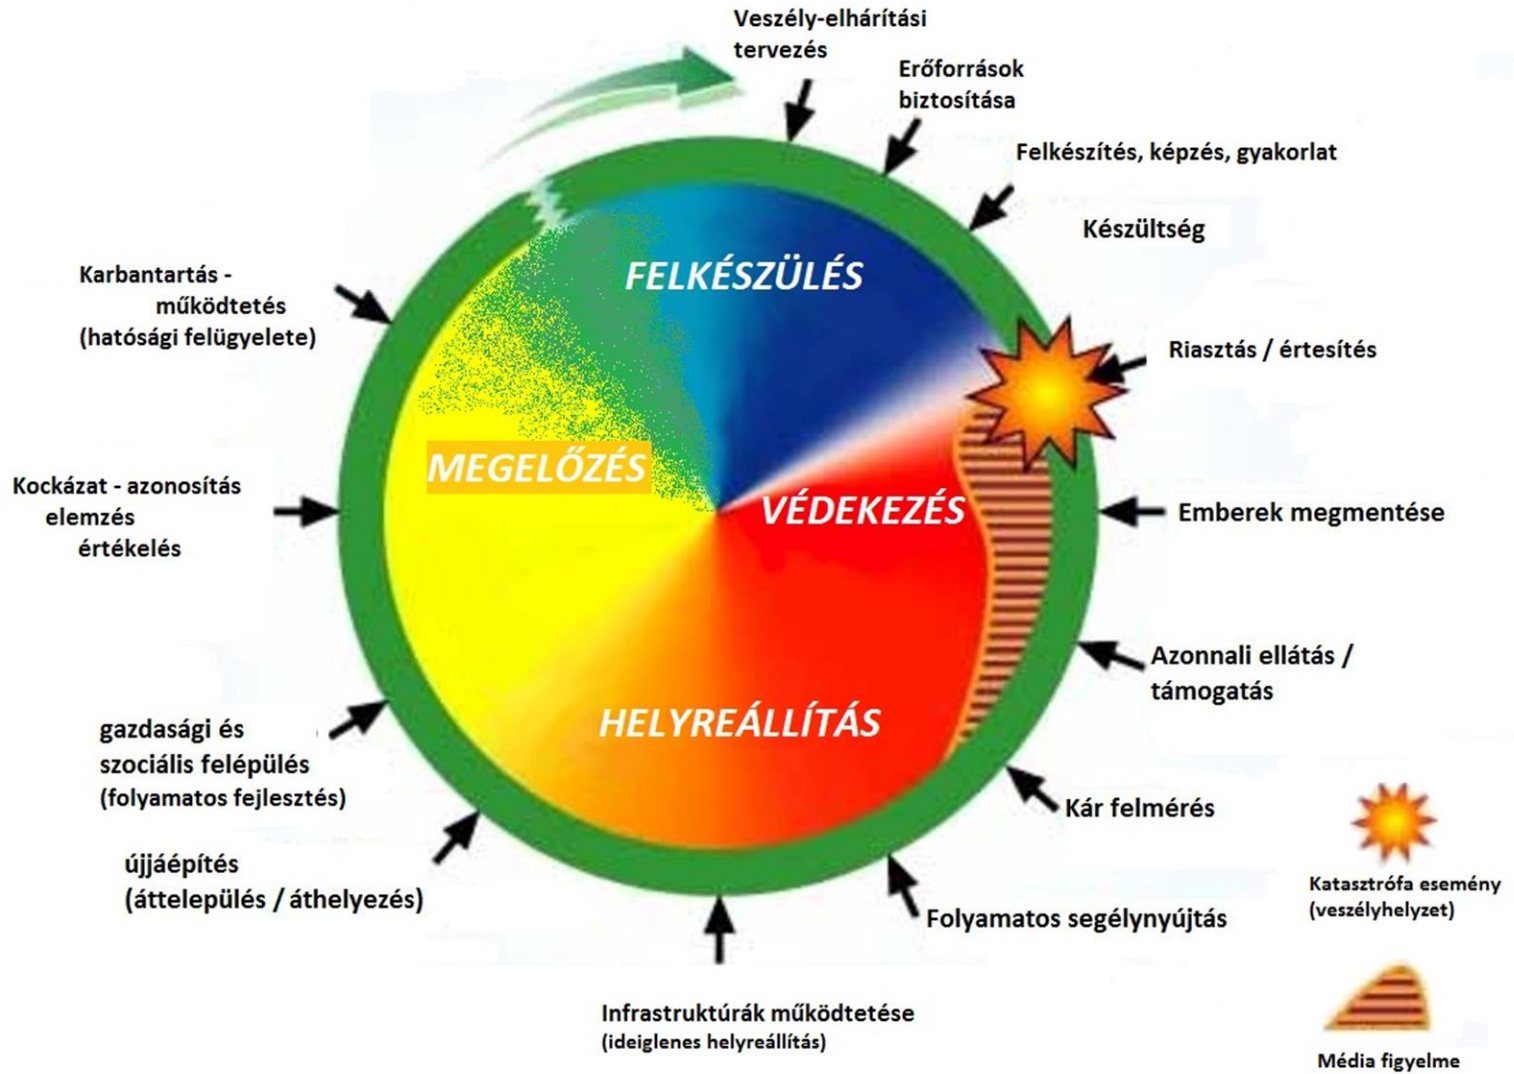 Veszély-elhárítási
tervezés
Erőforrások
biztosítása
Felkészítés, képzés, gyakorlat
Készültség
Riasztás / értesítés
Emberek megmentése
Azonnali ellátás /
támogatás
Kár felmérés
Folyamatos segélynyújtás
Infrastruktúrák működtetése
(ideiglenes helyreállítás)
újjáépítés
(áttelepülés / áthelyezés)
gazdasági és
szociális felépülés
(folyamatos fejlesztés)
Kockázat - azonosítás
elemzés
értékelés
Karbantartás -
működtetés
(hatósági felügyelete)
FELKÉSZÜLÉS
MEGELŐZÉS
VÉDEKEZÉS
HELYREÁLLÍTÁS
Katasztrófa esemény
(veszélyhelyzet)
Média figyelme